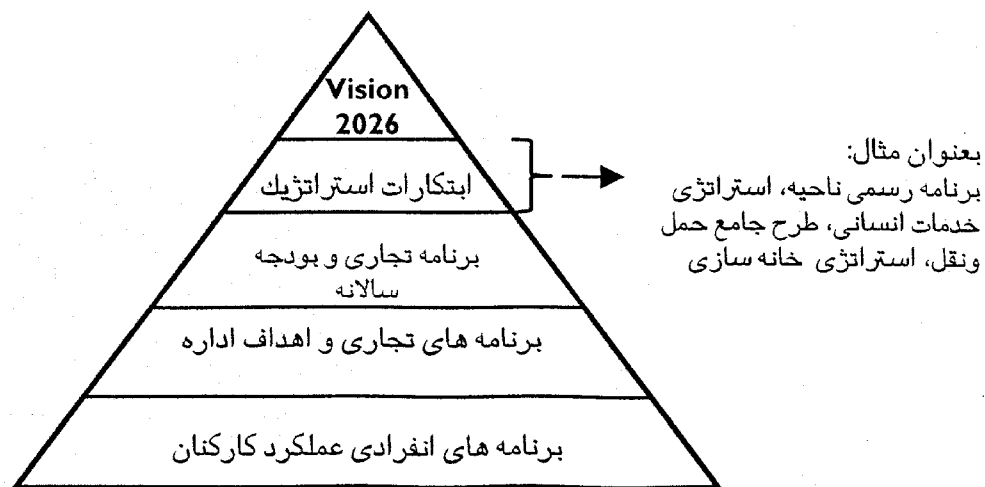 Vision
2026
ابتکارات استراتژیك
بعنوان مثال:
برنامه رسمی ناحیه، استراتژی
خدمات انسانی، طرح جامع حمل
ونقل، استراتژی خانه سازی
برنامه تجاری و بودجه
سالانه
برنامه های تجاری و اهداف اداره
برنامه های انفرادی عملکرد کارکنان